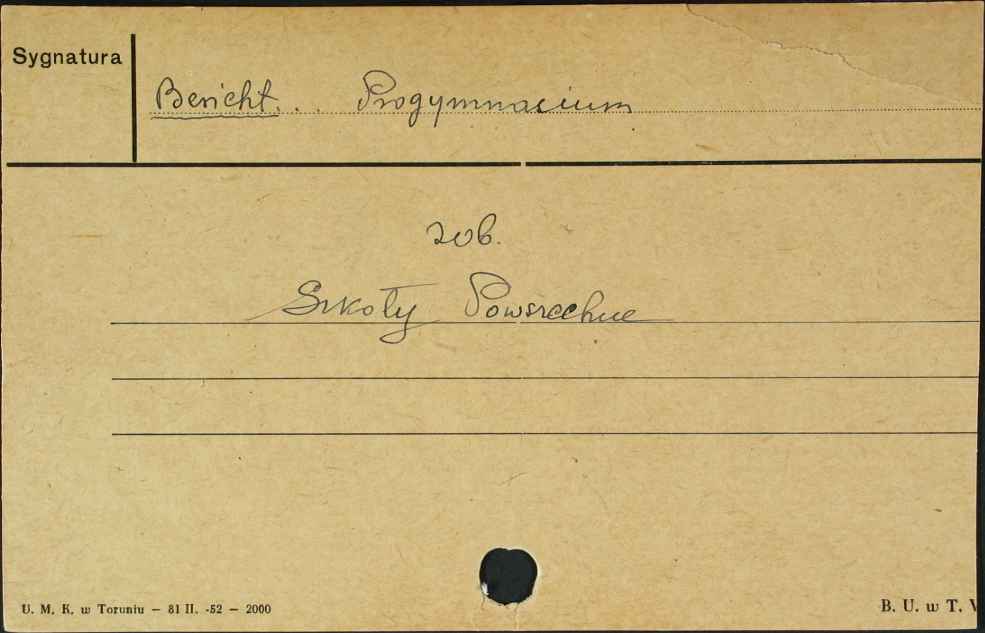 Sygnatura
Bericht... Progymnasium
zob.
Szkoły Powszechne
U. M. K. w Toruniu — 81 II. -52 — 2000
B. U. w T.